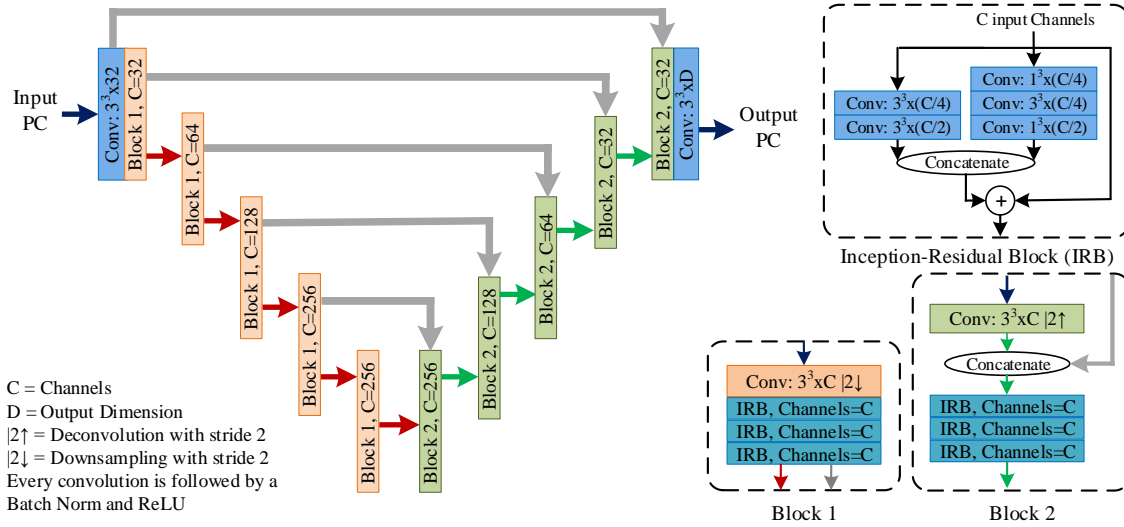 Input
PC
Conv: 3³x32
Block 1, C=32
Block 1, C=64
Block 1, C=128
Block 1, C=256
Block 1, C=256
Block 2, C=256
Block 2, C=128
Block 2, C=64
Block 2, C=32
Block 2, C=32
Conv: 3³xD
Output
PC
C = Channels
D = Output Dimension
|2↑ = Deconvolution with stride 2
|2↓ = Downsampling with stride 2
Every convolution is followed by a
Batch Norm and ReLU
C input Channels
Conv: 3³x(C/4)
Conv: 3³x(C/2)
Conv: 1³x(C/4)
Conv: 3³x(C/4)
Conv: 1³x(C/2)
Concatenate
+
Inception-Residual Block (IRB)
Conv: 3³xC |2↓
IRB, Channels=C
IRB, Channels=C
IRB, Channels=C
Block 1
Conv: 3³xC |2↑
Concatenate
IRB, Channels=C
IRB, Channels=C
IRB, Channels=C
Block 2